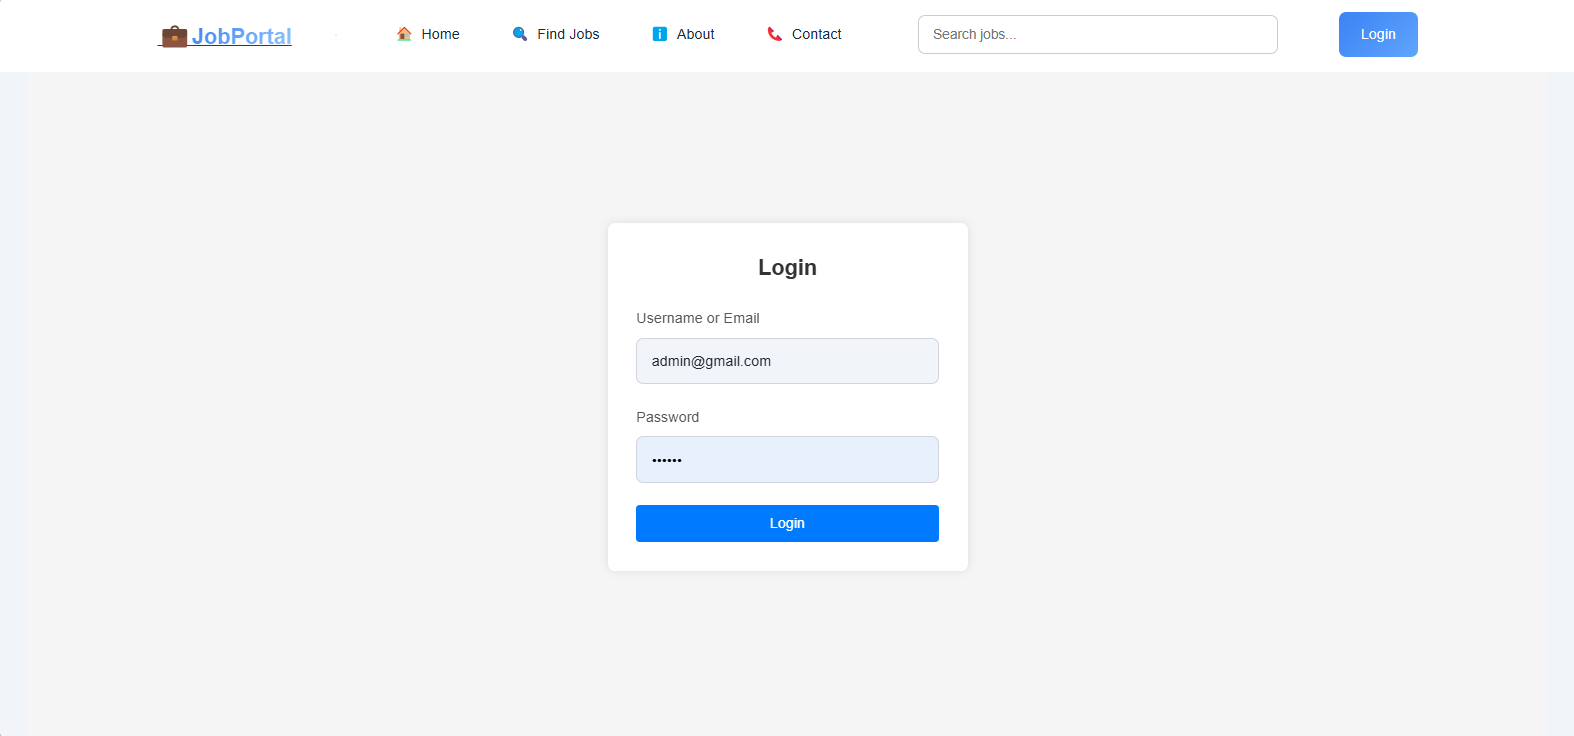 JobPortal
Home
Find Jobs
About
Contact
Search jobs...
Login
Login
Username or Email
admin@gmail.com
Password
••••••
Login